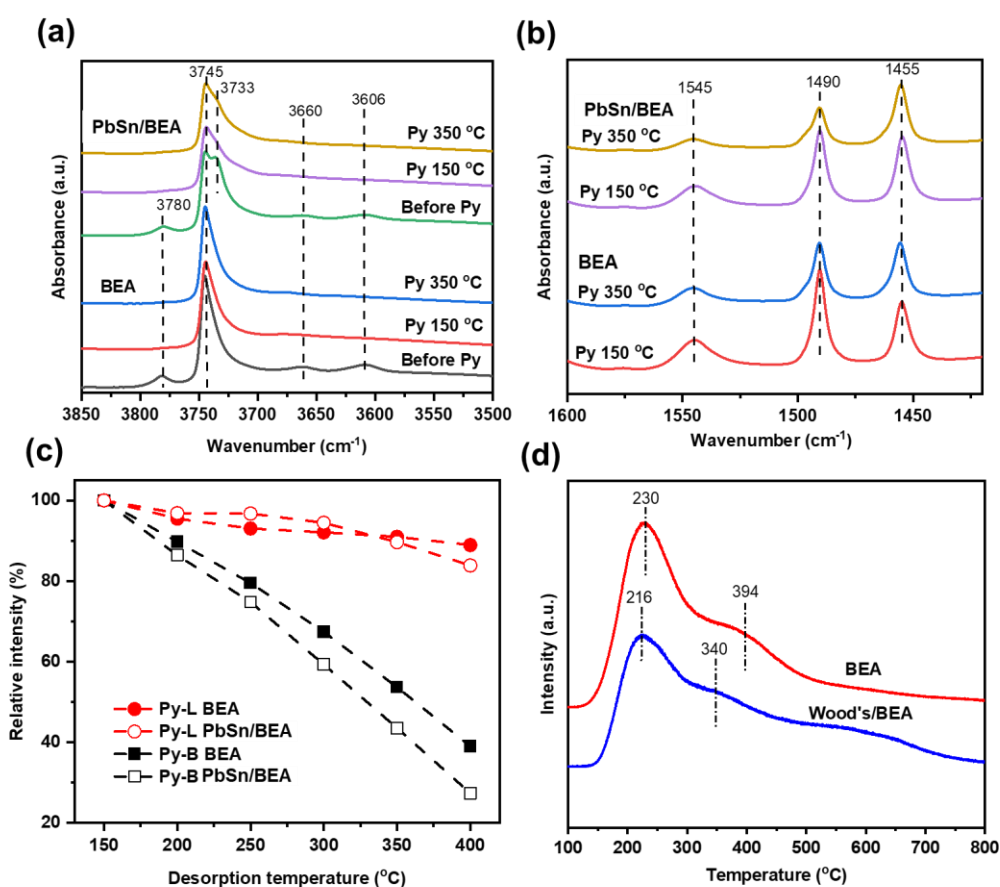 (a)
3745
3733
3660
3606
PbSn/BEA
Py 350 °C
Py 150 °C
3780
Before Py
BEA
Py 350 °C
Py 150 °C
Before Py
Absorbance (a.u.)
3850 3800 3750 3700 3650 3600 3550 3500
Wavenumber (cm⁻¹)
(b)
1545
1490
1455
PbSn/BEA
Py 350 °C
Py 150 °C
BEA
Py 350 °C
Py 150 °C
Absorbance (a.u.)
1600 1550 1500 1450
Wavenumber (cm⁻¹)
(c)
100
80
60
40
20
Relative intensity (%)
Py-L BEA
Py-L PbSn/BEA
Py-B BEA
Py-B PbSn/BEA
150 200 250 300 350 400
Desorption temperature (°C)
(d)
230
394
216
340
BEA
Wood's/BEA
Intensity (a.u.)
100 200 300 400 500 600 700 800
Temperature (°C)